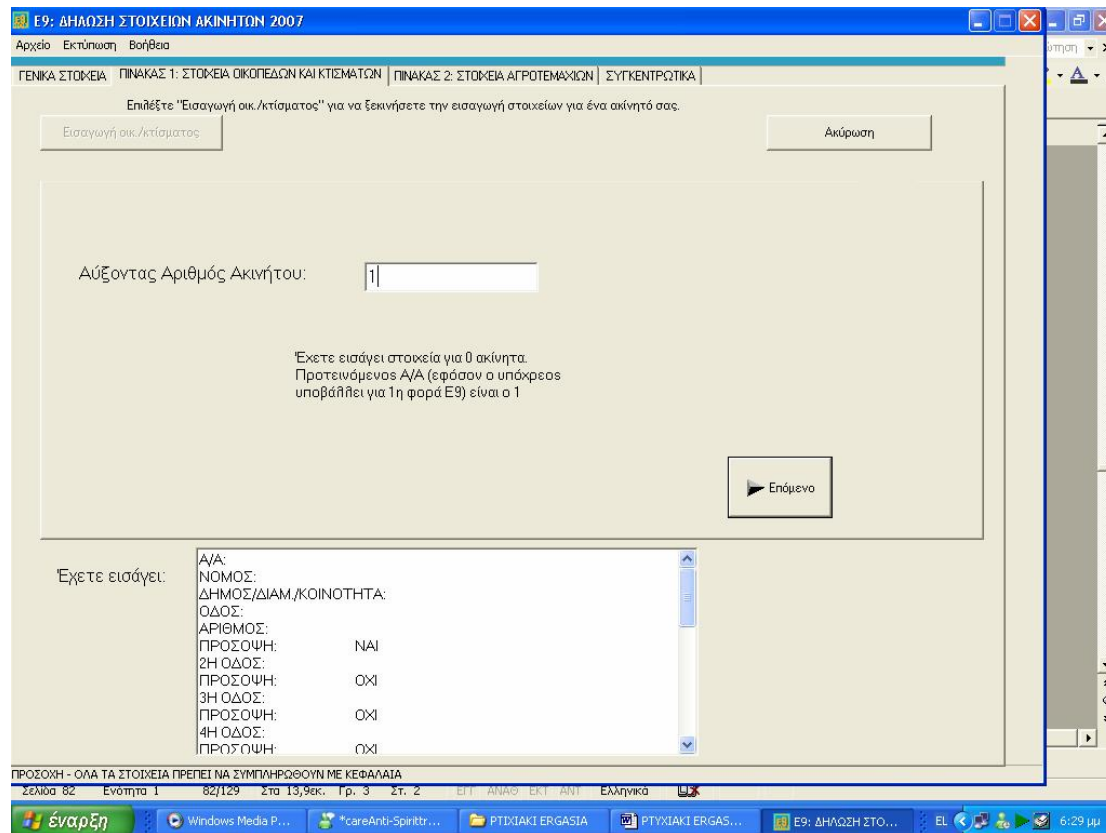 E9: ΔΗΛΩΣΗ ΣΤΟΙΧΕΙΩΝ ΑΚΙΝΗΤΩΝ 2007
Αρχείο Εκτύπωση Βοήθεια
ΓΕΝΙΚΑ ΣΤΟΙΧΕΙΑ ΠΙΝΑΚΑΣ 1: ΣΤΟΙΧΕΙΑ ΟΙΚΟΠΕΔΩΝ ΚΑΙ ΚΤΙΣΜΑΤΩΝ ΠΙΝΑΚΑΣ 2: ΣΤΟΙΧΕΙΑ ΑΓΡΟΤΕΜΑΧΙΩΝ ΣΥΓΚΕΝΤΡΩΤΙΚΑ
Επιλέξτε "Εισαγωγή οικ./κτίσματος" για να ξεκινήσετε την εισαγωγή στοιχείων για ένα ακίνητό σας.
Εισαγωγή οικ./κτίσματος Ακύρωση
Αύξοντας Αριθμός Ακινήτου: 1
Έχετε εισάγει στοιχεία για 0 ακίνητα.
Προτεινόμενος Α/Α (εφόσον ο υπόχρεος
υποβάλλει για 1η φορά Ε9) είναι ο 1
Επόμενο
Έχετε εισάγει:
Α/Α:
ΝΟΜΟΣ:
ΔΗΜΟΣ/ΔΙΑΜ./ΚΟΙΝΟΤΗΤΑ:
ΟΔΟΣ:
ΑΡΙΘΜΟΣ:
ΠΡΟΣΟΨΗ: ΝΑΙ
2Η ΟΔΟΣ:
ΠΡΟΣΟΨΗ: ΟΧΙ
3Η ΟΔΟΣ:
ΠΡΟΣΟΨΗ: ΟΧΙ
4Η ΟΔΟΣ:
ΠΡΟΣΟΨΗ: ΟΧΙ
ΠΡΟΣΟΧΗ - ΟΛΑ ΤΑ ΣΤΟΙΧΕΙΑ ΠΡΕΠΕΙ ΝΑ ΣΥΜΠΛΗΡΩΘΟΥΝ ΜΕ ΚΕΦΑΛΑΙΑ
Σελίδα 82 Ενότητα 1 82/129 Στα 13,9εκ. Γρ. 3 Στ. 2 ΕΓΓ ΑΝΑΘ ΕΚΤ ΑΝΤ Ελληνικά
έναρξη Windows Media P... *careAnti-Spirittr... PTIXIAKI ERGASIA PTYXIAKI ERGAS... E9: ΔΗΛΩΣΗ ΣΤΟ... EL 6:29 μμ